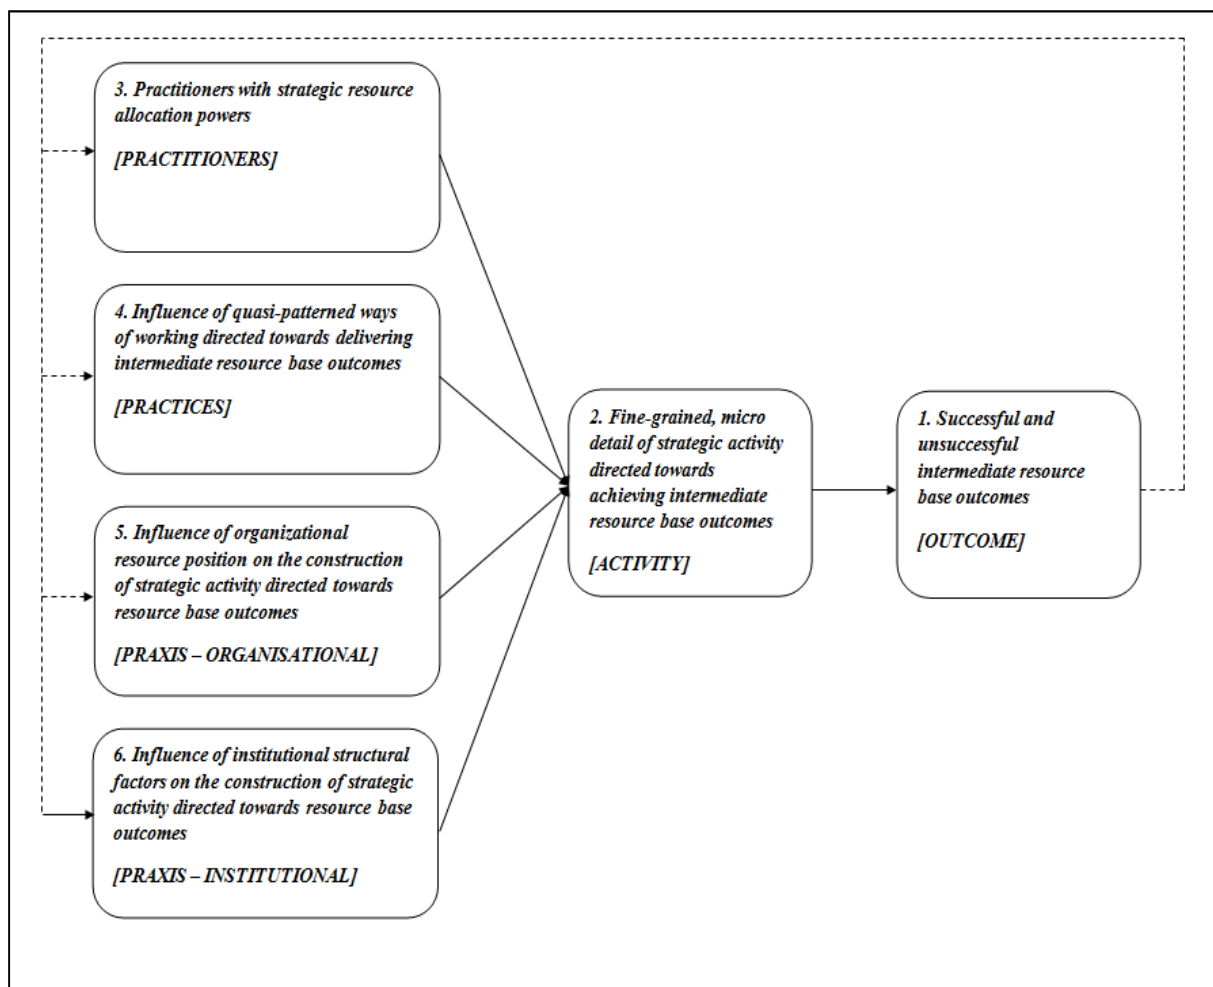 3. Practitioners with strategic resource
allocation powers
[PRACTITIONERS]
4. Influence of quasi-patterned ways
of working directed towards delivering
intermediate resource base outcomes
[PRACTICES]
5. Influence of organizational
resource position on the construction
of strategic activity directed towards
resource base outcomes
[PRAXIS – ORGANISATIONAL]
6. Influence of institutional structural
factors on the construction of strategic
activity directed towards resource base
outcomes
[PRAXIS – INSTITUTIONAL]
2. Fine-grained, micro
detail of strategic activity
directed towards
achieving intermediate
resource base outcomes
[ACTIVITY]
1. Successful and
unsuccessful
intermediate resource
base outcomes
[OUTCOME]